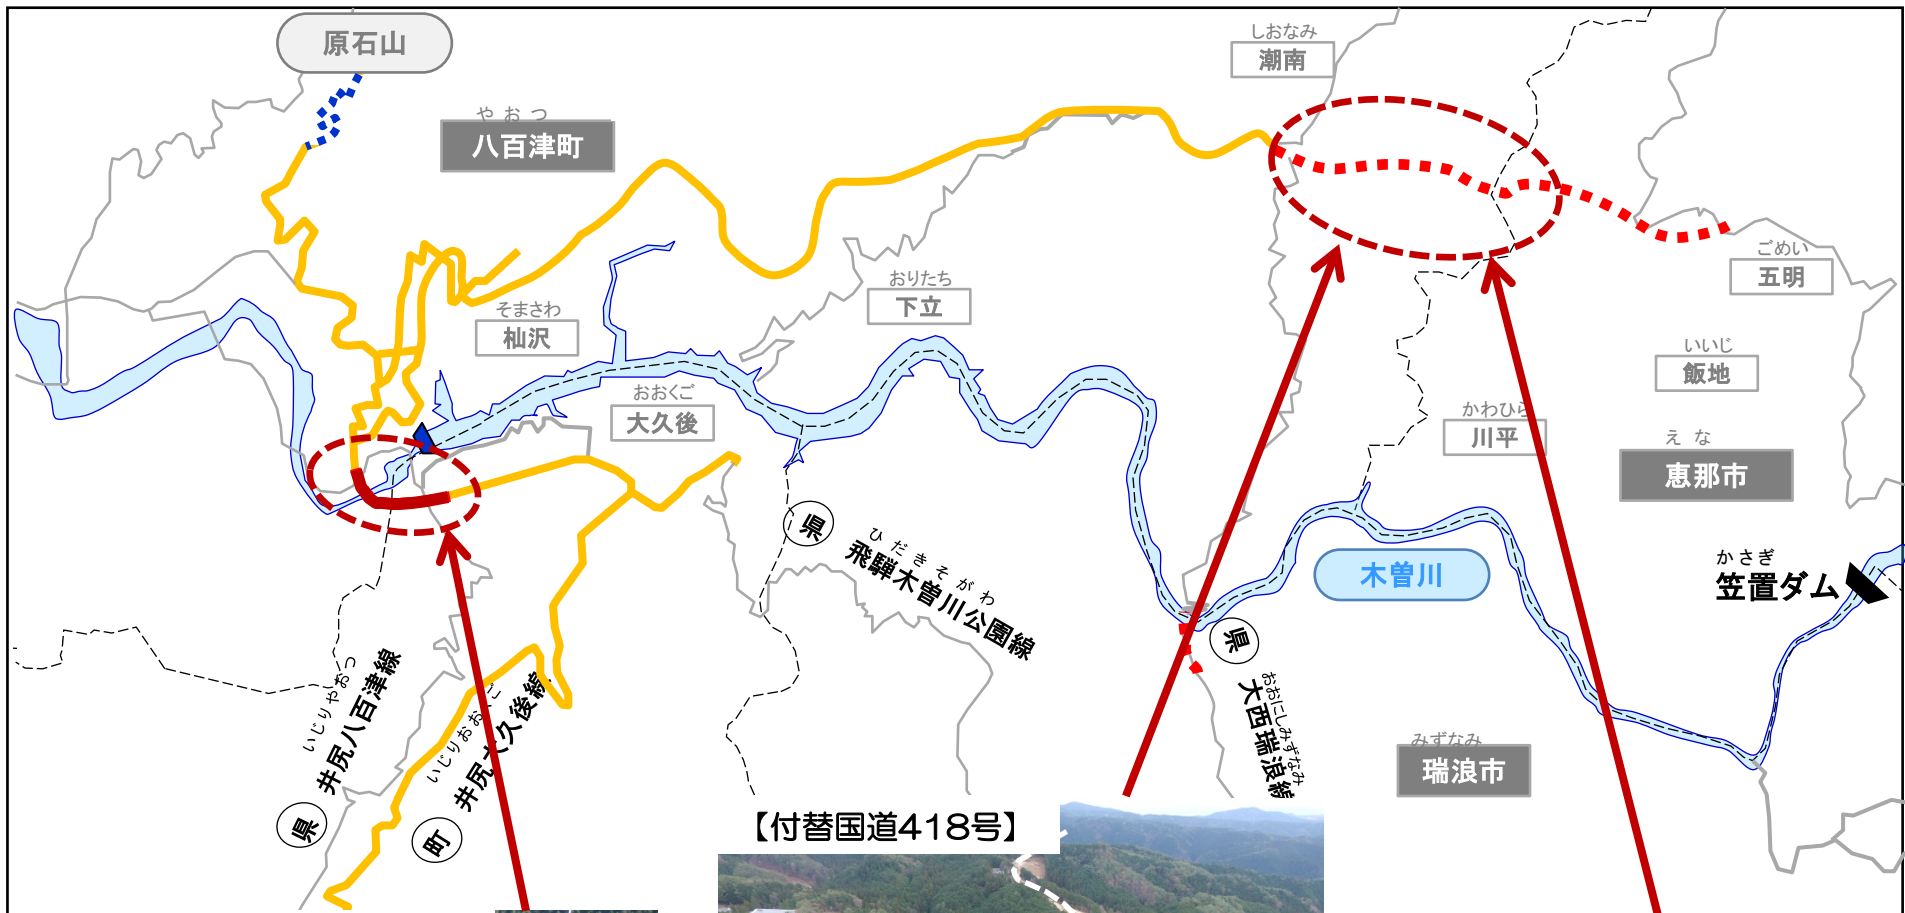 原石山
しおなみ
潮南
やおつ
八百津町
ごめい
五明
おりたち
下立
そまさわ
杣沢
いいじ
飯地
おおくご
大久後
かわひら
川平
えな
恵那市
県
ひだきそがわ
飛騨木曽川公園線
木曽川
かさぎ
笠置ダム
県
おおにしみずなみ
大西瑞浪線
いじりやおつ
井尻八百津線
県
いじりおおくご
井尻大久後線
町
みずなみ
瑞浪市
【付替国道418号】